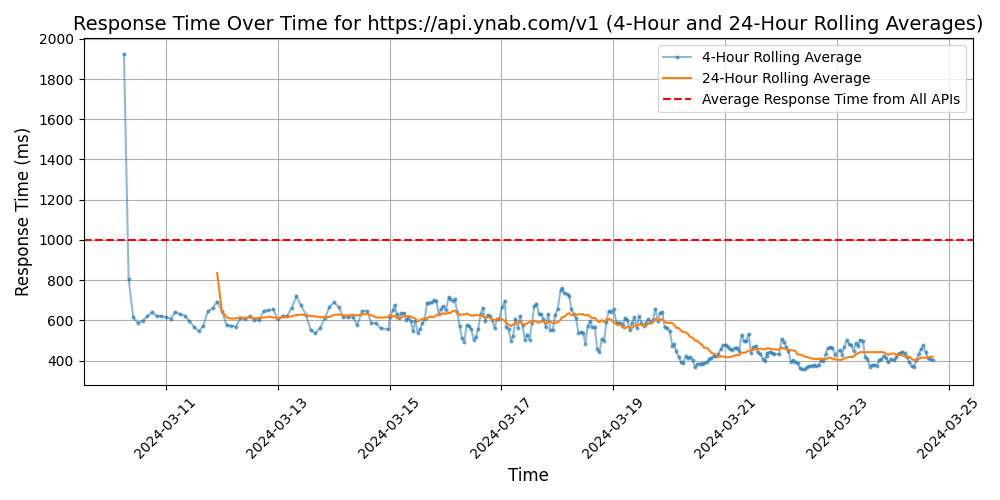 Response Time Over Time for https://api.ynab.com/v1 (4-Hour and 24-Hour Rolling Averages)
4-Hour Rolling Average
24-Hour Rolling Average
Average Response Time from All APIs
Response Time (ms)
2000
1800
1600
1400
1200
1000
800
600
400
2024-03-11
2024-03-13
2024-03-15
2024-03-17
2024-03-19
2024-03-21
2024-03-23
2024-03-25
Time